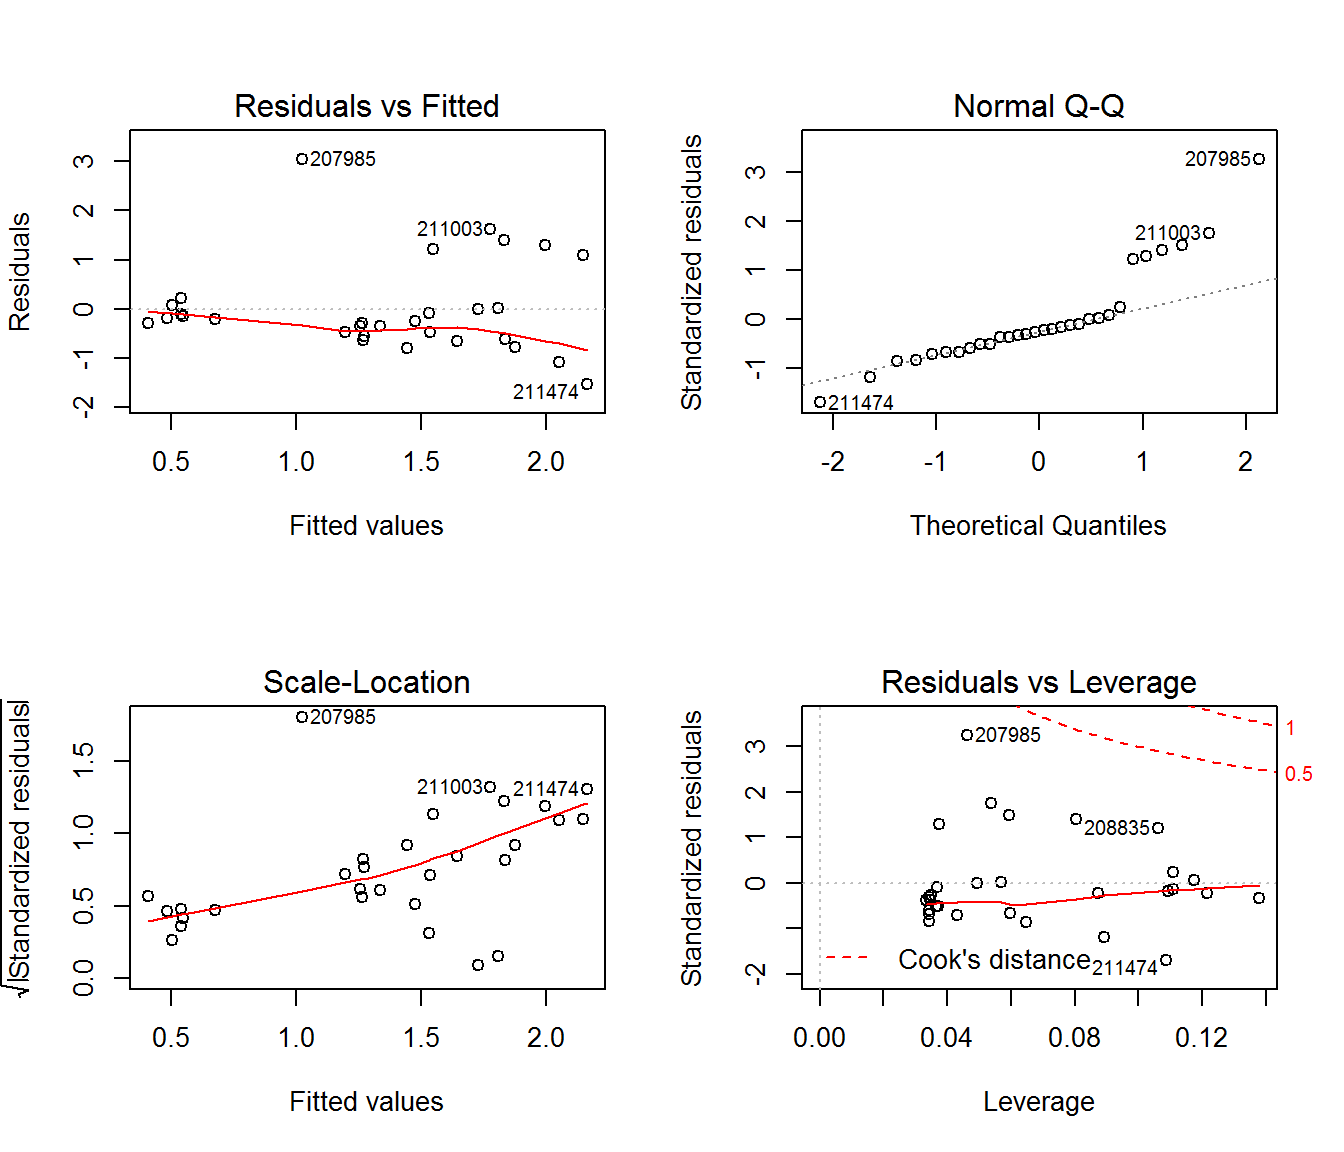 Residuals vs Fitted
Residuals
3
2
1
0
-1
-2
207985
211003
211474
0.5 1.0 1.5 2.0
Fitted values
Normal Q-Q
Standardized residuals
3
2
1
0
-1
207985
211003
211474
-2 -1 0 1 2
Theoretical Quantiles
Scale-Location
√|Standardized residuals|
1.5
1.0
0.5
0.0
207985
211003
211474
0.5 1.0 1.5 2.0
Fitted values
Residuals vs Leverage
Standardized residuals
3
2
1
0
-2
207985
208835
211474
1
0.5
Cook's distance
0.00 0.04 0.08 0.12
Leverage